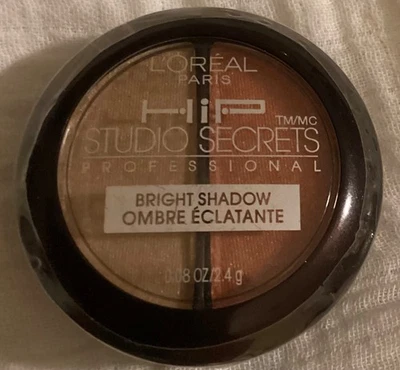 L'ORÉAL
PARIS
HiP
TM/MC
STUDIO SECRETS
PROFESSIONAL
BRIGHT SHADOW
OMBRE ÉCLATANTE
0.08 OZ/2.4 g